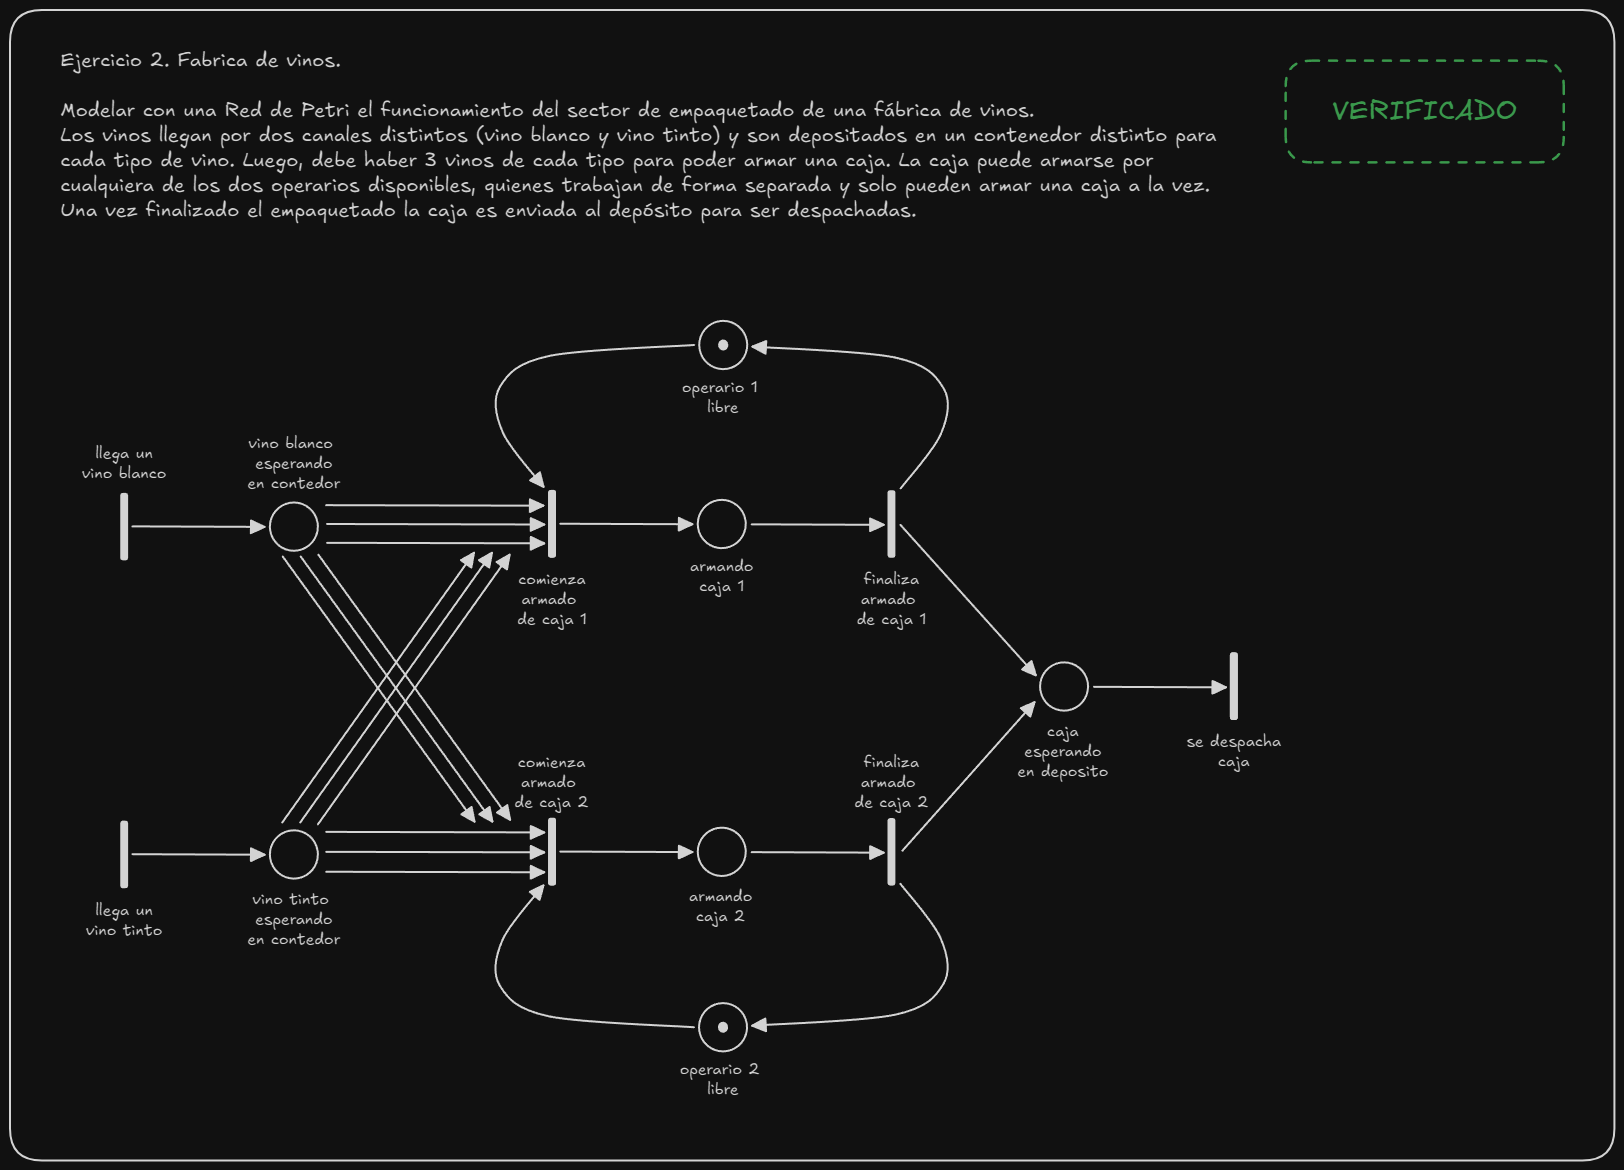 Ejercicio 2. Fabrica de vinos.
VERIFICADO
Modelar con una Red de Petri el funcionamiento del sector de empaquetado de una fábrica de vinos.
Los vinos llegan por dos canales distintos (vino blanco y vino tinto) y son depositados en un contenedor distinto para
cada tipo de vino. Luego, debe haber 3 vinos de cada tipo para poder armar una caja. La caja puede armarse por
cualquiera de los dos operarios disponibles, quienes trabajan de forma separada y solo pueden armar una caja a la vez.
Una vez finalizado el empaquetado la caja es enviada al depósito para ser despachadas.
operario 1
libre
llega un
vino blanco
vino blanco
esperando
en contedor
comienza
armado
de caja 1
armando
caja 1
finaliza
armado
de caja 1
caja
esperando
en deposito
se despacha
caja
comienza
armado
de caja 2
finaliza
armado
de caja 2
llega un
vino tinto
vino tinto
esperando
en contedor
armando
caja 2
operario 2
libre